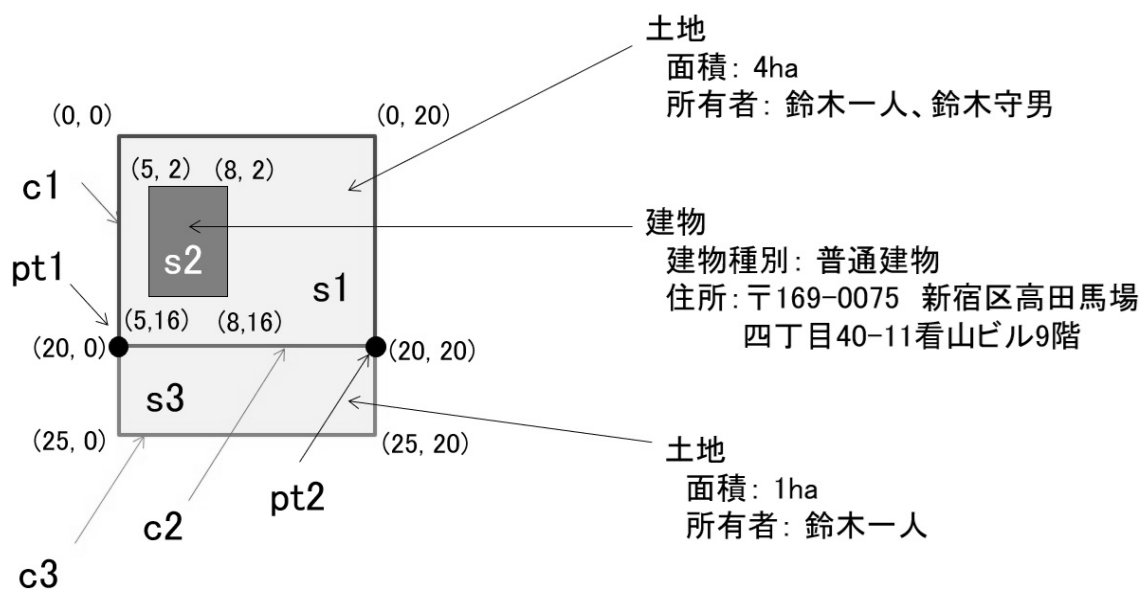 土地
面積: 4ha
所有者: 鈴木一人、鈴木守男
(0, 0)
(0, 20)
c1
(5, 2) (8, 2)
建物
s2
建物種別: 普通建物
pt1
s1
住所:〒169-0075 新宿区高田馬場
(5,16) (8,16)
四丁目40-11看山ビル9階
(20, 0)
(20, 20)
s3
(25, 0)
(25, 20)
土地
面積: 1ha
所有者: 鈴木一人
pt2
c2
c3